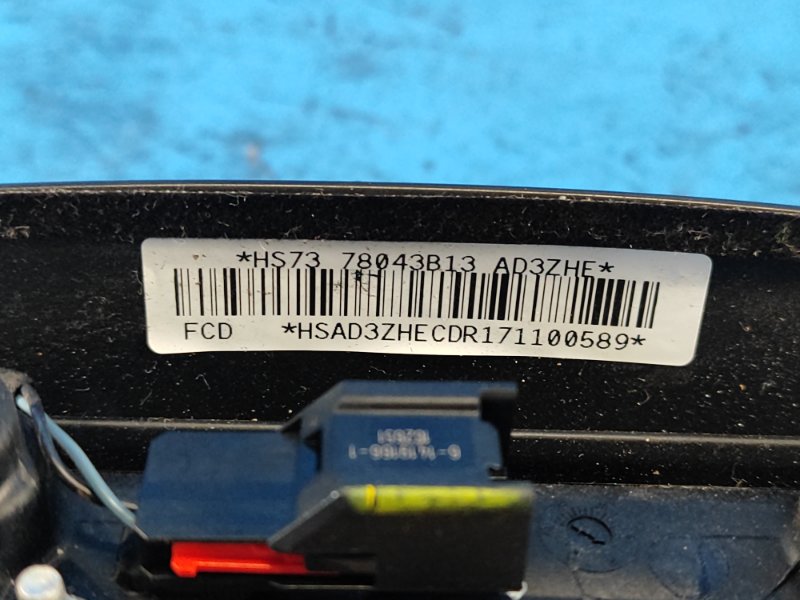 *HS73 78043B13 AD3ZHE*
FCD *HSAD3ZHECDR171100589*